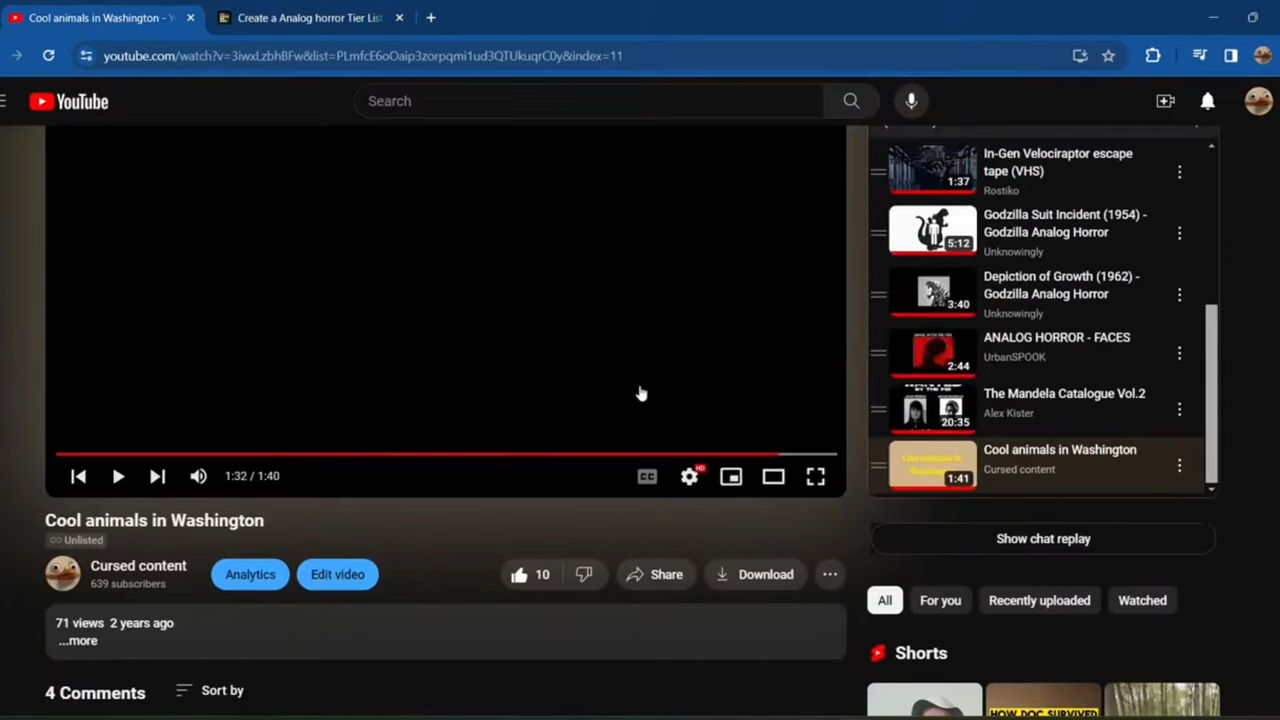 Cool animals in Washington - Y
Create a Analog horror Tier List
youtube.com/watch?v=3iwxLzbhBFw&list=PLmfcE6oOaip3zorpqmi1ud3QTUkuqrC0y&index=11
YouTube
Search
In-Gen Velociraptor escape
tape (VHS)
Rostiko
1:37
Godzilla Suit Incident (1954) -
Godzilla Analog Horror
Unknowingly
5:12
Depiction of Growth (1962) -
Godzilla Analog Horror
Unknowingly
3:40
ANALOG HORROR - FACES
UrbanSPOOK
2:44
The Mandela Catalogue Vol.2
Alex Kister
20:35
Cool animals in Washington
Cursed content
1:41
1:32 / 1:40
CC
HD
Cool animals in Washington
Unlisted
Cursed content
639 subscribers
Analytics
Edit video
10
Share
Download
71 views 2 years ago
...more
4 Comments
Sort by
Show chat replay
All
For you
Recently uploaded
Watched
Shorts
HOW DOC SURVIVED